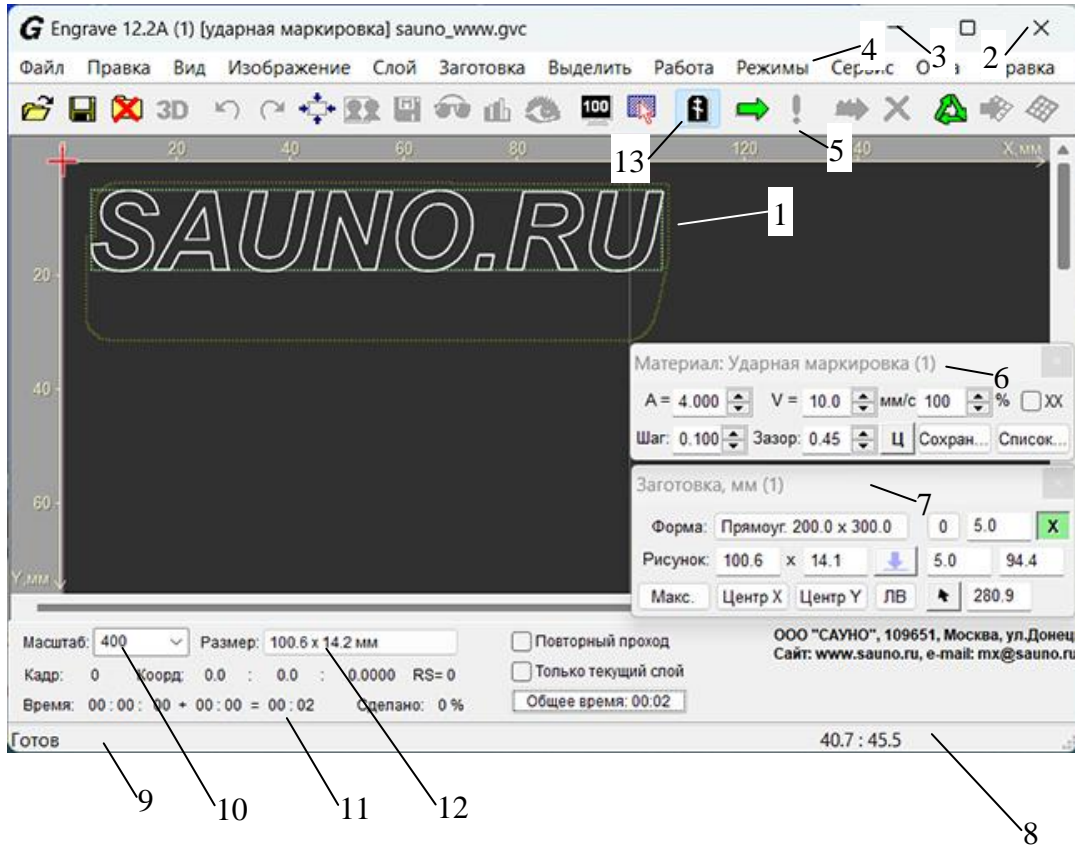 G Engrave 12.2A (1) [ударная маркировка] sauno_www.gvc
3
2
Файл Правка Вид Изображение Слой Заготовка Выделить Работа Режимы 4 Сервис
3D 100
13
5
20 40 60 80 120 40 X,мм
SAUNO.RU
1
20
40
60
Y,мм
Материал: Ударная маркировка (1)
6
A = 4.000 V = 10.0 мм/с 100 % XX
Шаг: 0.100 Зазор: 0.45 Ц Сохран... Список...
Заготовка, мм (1)
7
Форма: Прямоуг. 200.0 x 300.0 0 5.0 X
Рисунок: 100.6 x 14.1 5.0 94.4
Макс. Центр X Центр Y ЛВ 280.9
Масштаб: 400 Размер: 100.6 x 14.2 мм Повторный проход ООО "САУНО", 109651, Москва, ул.Донец
Сайт: www.sauno.ru, e-mail: mx@sauno.ru
Кадр: 0 Коорд: 0.0 : 0.0 : 0.0000 RS= 0 Только текущий слой
Время: 00 : 00 : 00 + 00 : 00 = 00 : 02 Сделано: 0 % Общее время: 00:02
Готов 40.7 : 45.5
9 10 11 12 8